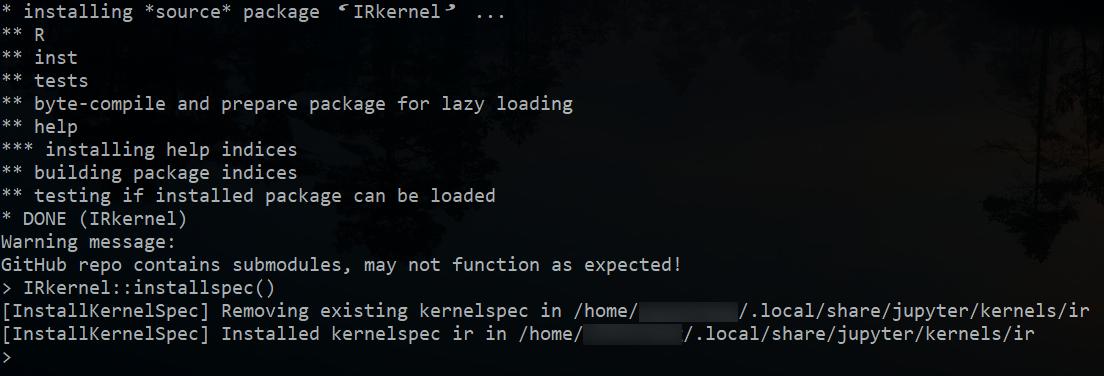 * installing *source* package ‘IRkernel’ ...
** R
** inst
** tests
** byte-compile and prepare package for lazy loading
** help
*** installing help indices
** building package indices
** testing if installed package can be loaded
* DONE (IRkernel)
Warning message:
GitHub repo contains submodules, may not function as expected!
> IRkernel::installspec()
[InstallKernelSpec] Removing existing kernelspec in /home/ /.local/share/jupyter/kernels/ir
[InstallKernelSpec] Installed kernelspec ir in /home/ /.local/share/jupyter/kernels/ir
>